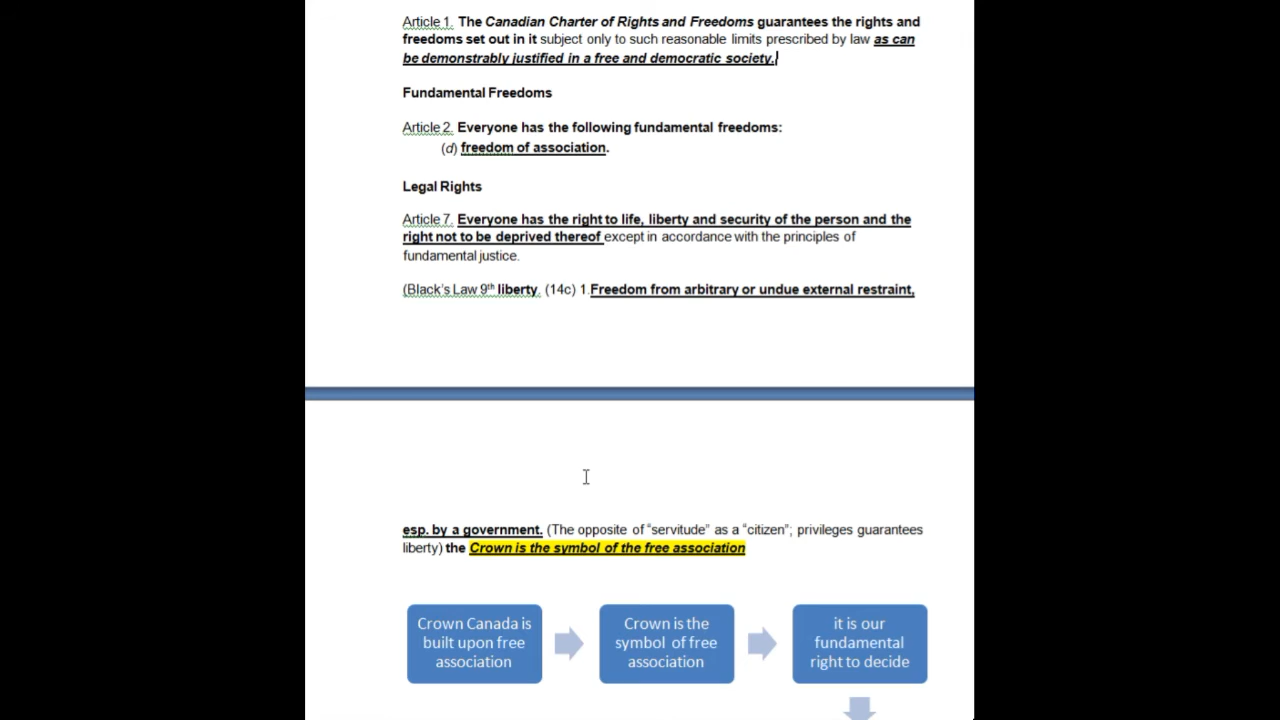 Article 1. The Canadian Charter of Rights and Freedoms guarantees the rights and
freedoms set out in it subject only to such reasonable limits prescribed by law as can
be demonstrably justified in a free and democratic society.
Fundamental Freedoms
Article 2. Everyone has the following fundamental freedoms:
(d) freedom of association.
Legal Rights
Article 7. Everyone has the right to life, liberty and security of the person and the
right not to be deprived thereof except in accordance with the principles of
fundamental justice.
(Black's Law 9th liberty. (14c) 1.Freedom from arbitrary or undue external restraint,
esp. by a government. (The opposite of “servitude” as a “citizen”; privileges guarantees
liberty) the Crown is the symbol of the free association
Crown Canada is
built upon free
association
Crown is the
symbol of free
association
it is our
fundamental
right to decide